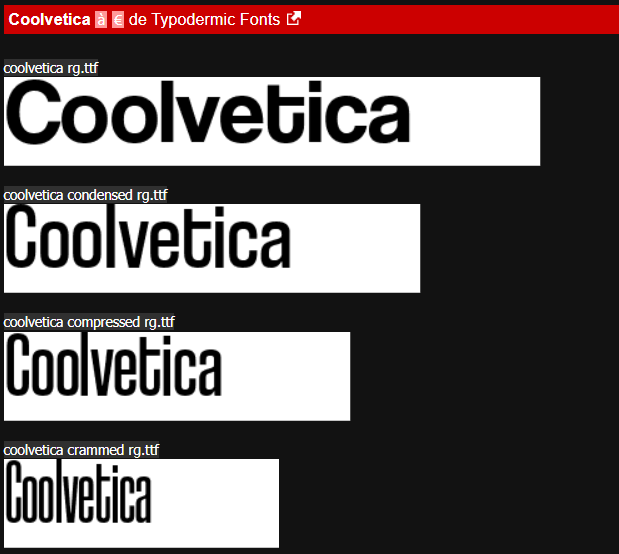 Coolvetica à € de Typodermic Fonts
coolvetica rg.ttf
Coolvetica
coolvetica condensed rg.ttf
Coolvetica
coolvetica compressed rg.ttf
Coolvetica
coolvetica crammed rg.ttf
Coolvetica